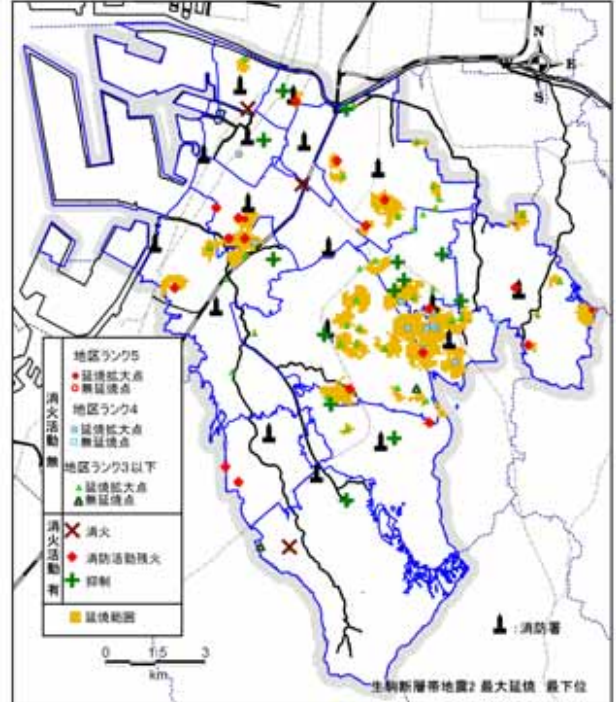 N
W E
S
地区ランク5
延焼拡大点
無延焼点
消火活動 無
地区ランク4
延焼拡大点
無延焼点
地区ランク3以下
延焼拡大点
無延焼点
消火活動 有
消火
消防活動残火
抑制
延焼範囲
0 1.5 3
km
:消防署
生駒断層帯地震2 最大延焼 最下位